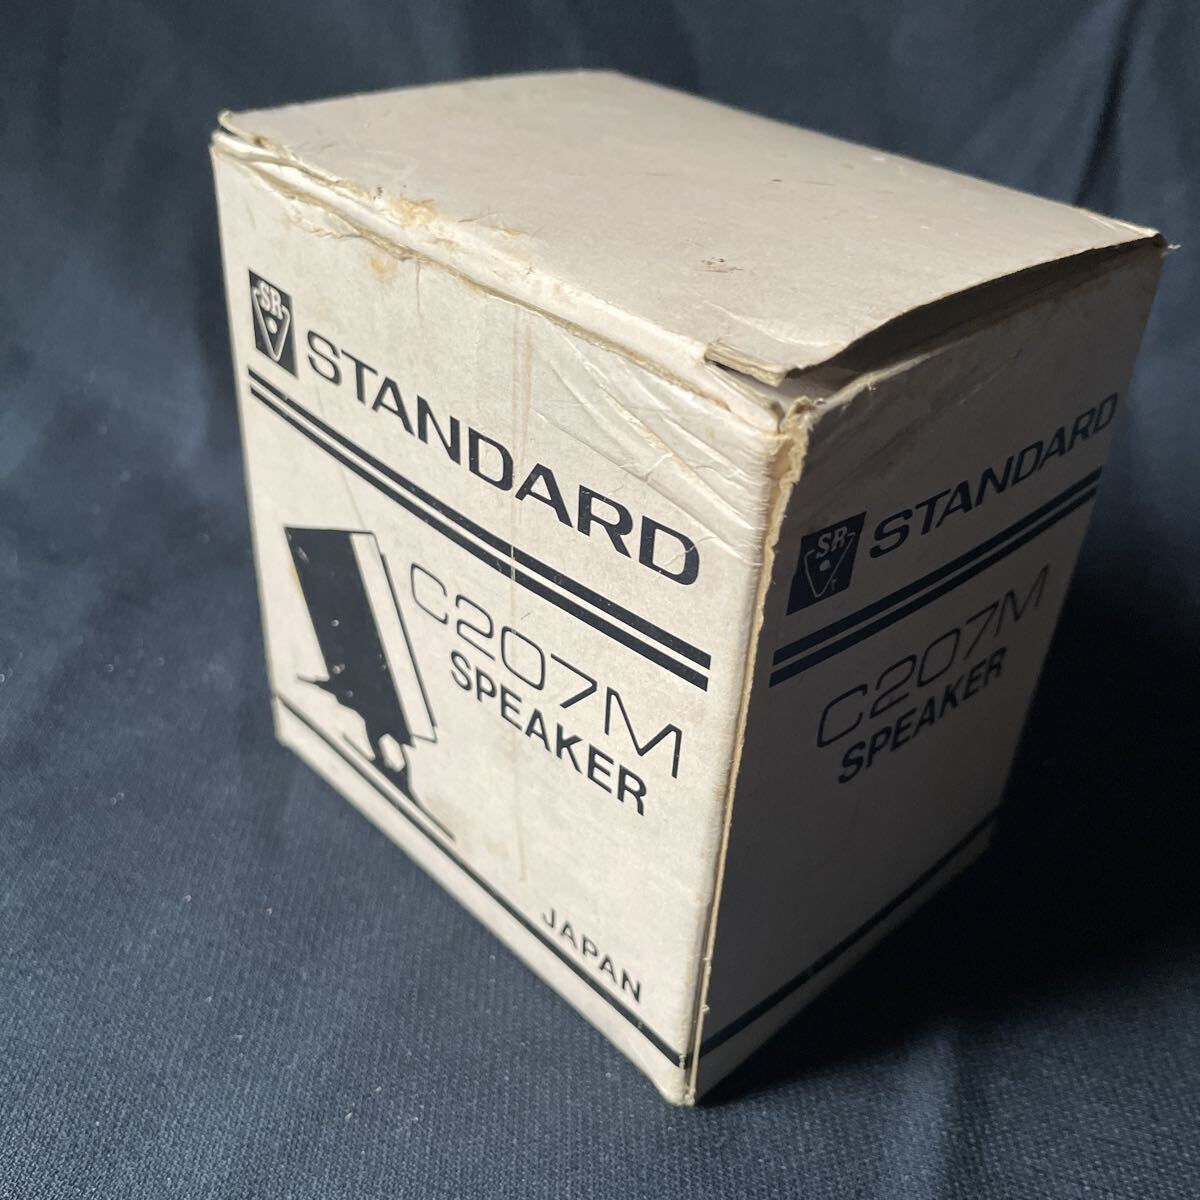 SR
STANDARD
C207M
SPEAKER
JAPAN
SR
STANDARD
C207M
SPEAKER